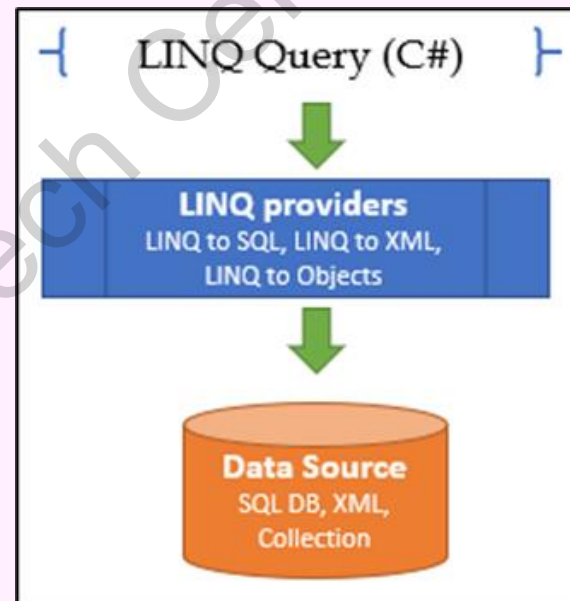 LINQ Query (C#)
LINQ providers
LINQ to SQL, LINQ to XML,
LINQ to Objects
Data Source
SQL DB, XML,
Collection